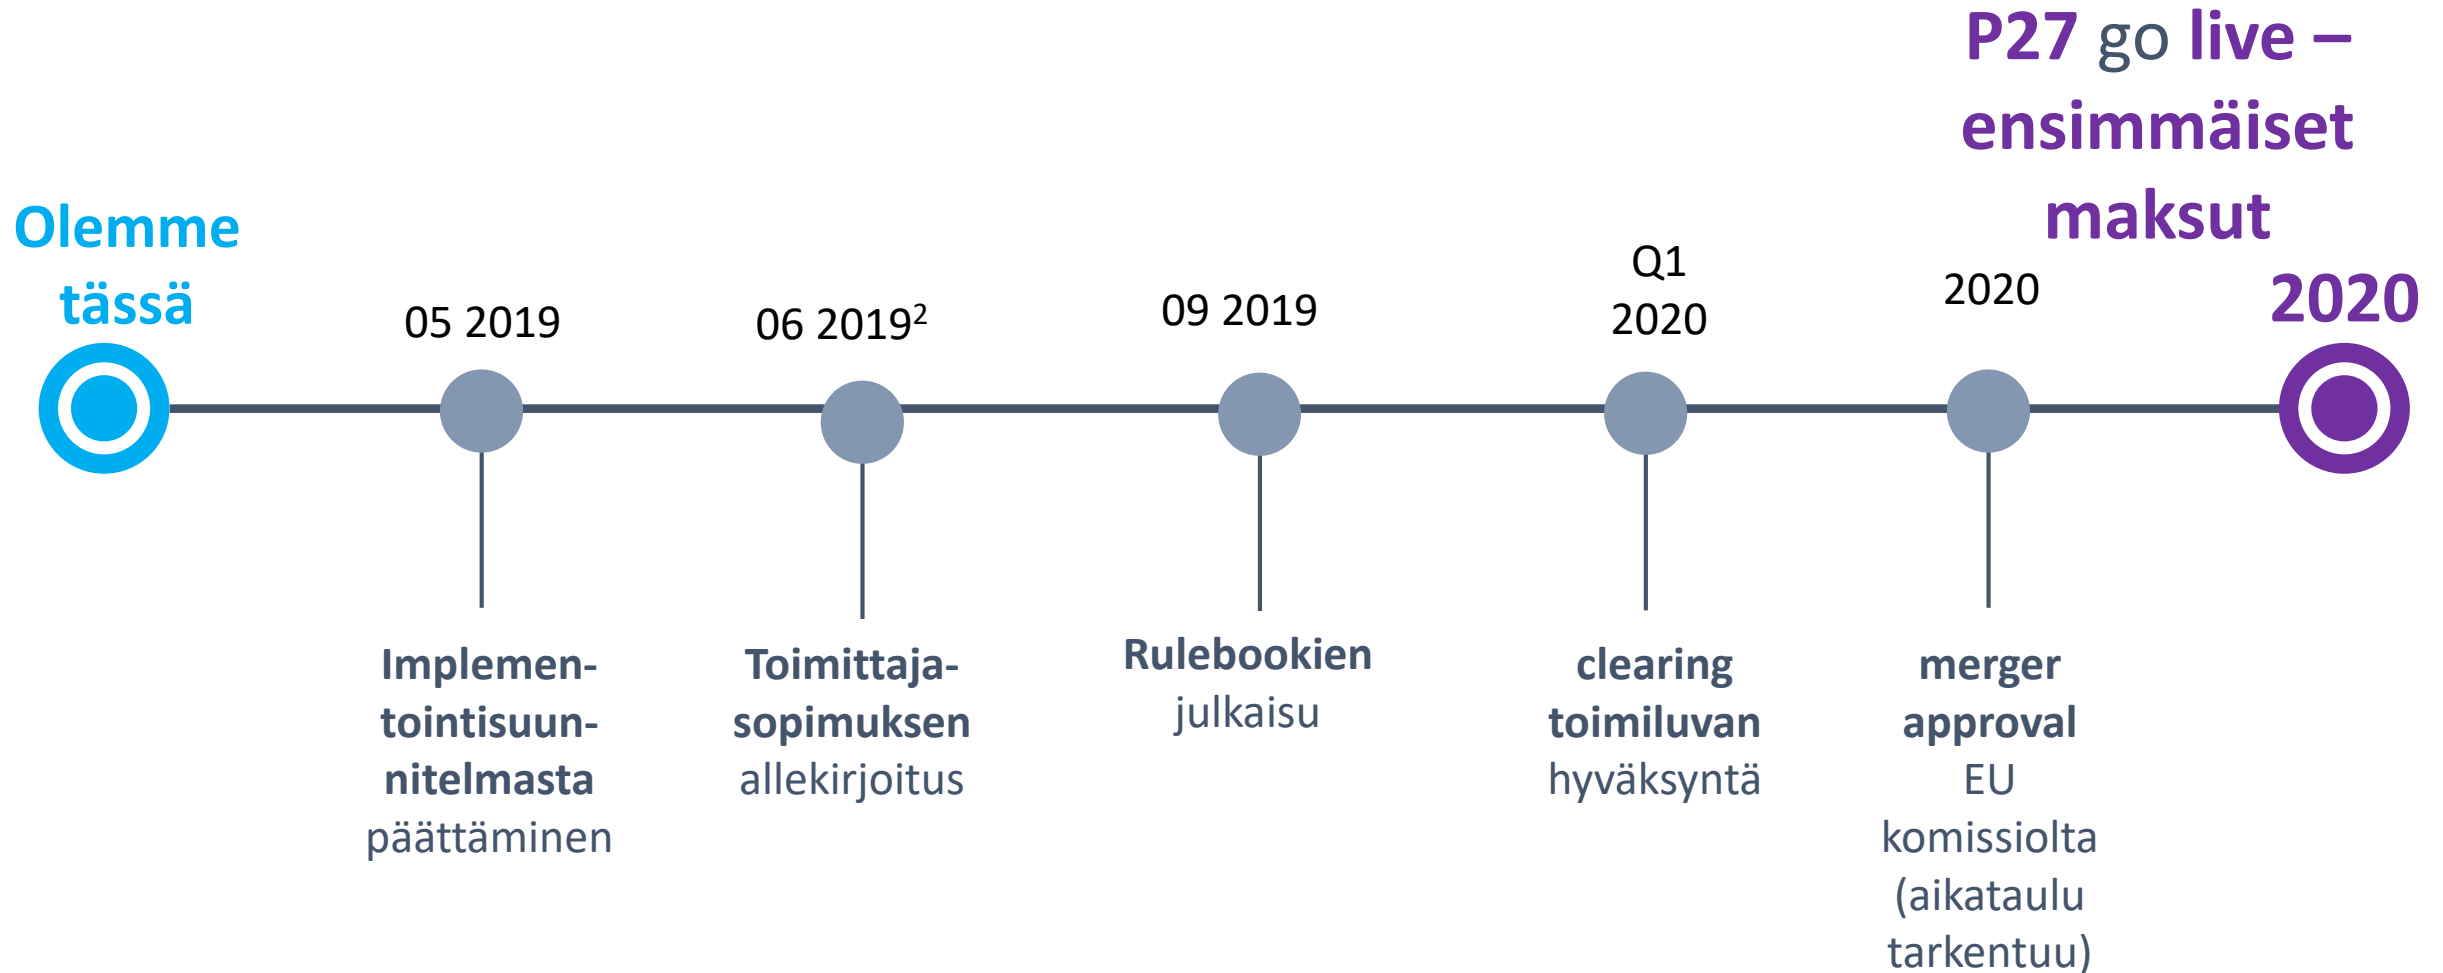 P27 go live –
ensimmäiset
maksut
2020
Olemme
tässä
05 2019
06 2019²
09 2019
Q1
2020
2020
Implemen-
tointisuun-
nitelmasta
päättäminen
Toimittaja-
sopimuksen
allekirjoitus
Rulebookien
julkaisu
clearing
toimiluvan
hyväksyntä
merger
approval
EU
komissiolta
(aikataulu
tarkentuu)